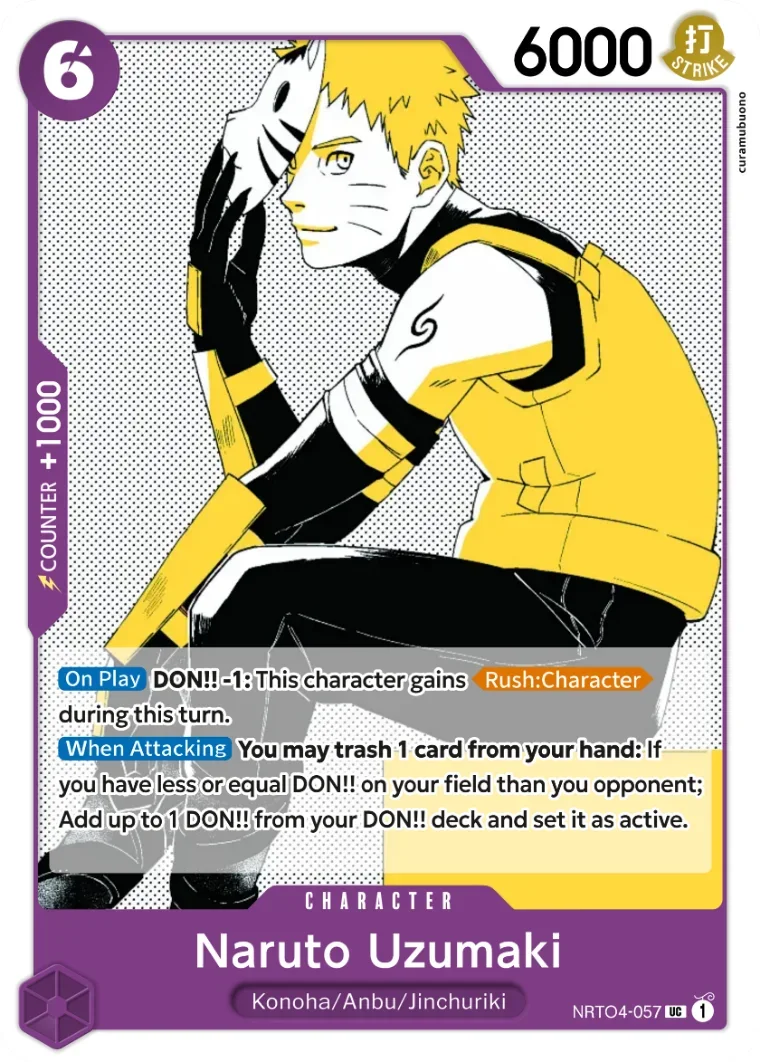 6
6000
打
STRIKE
curamubuono
COUNTER +1000
On Play DON!! -1: This character gains Rush:Character
during this turn.
When Attacking You may trash 1 card from your hand: If
you have less or equal DON!! on your field than you opponent;
Add up to 1 DON!! from your DON!! deck and set it as active.
CHARACTER
Naruto Uzumaki
Konoha/Anbu/Jinchuriki
NRTO4-057 UC 1